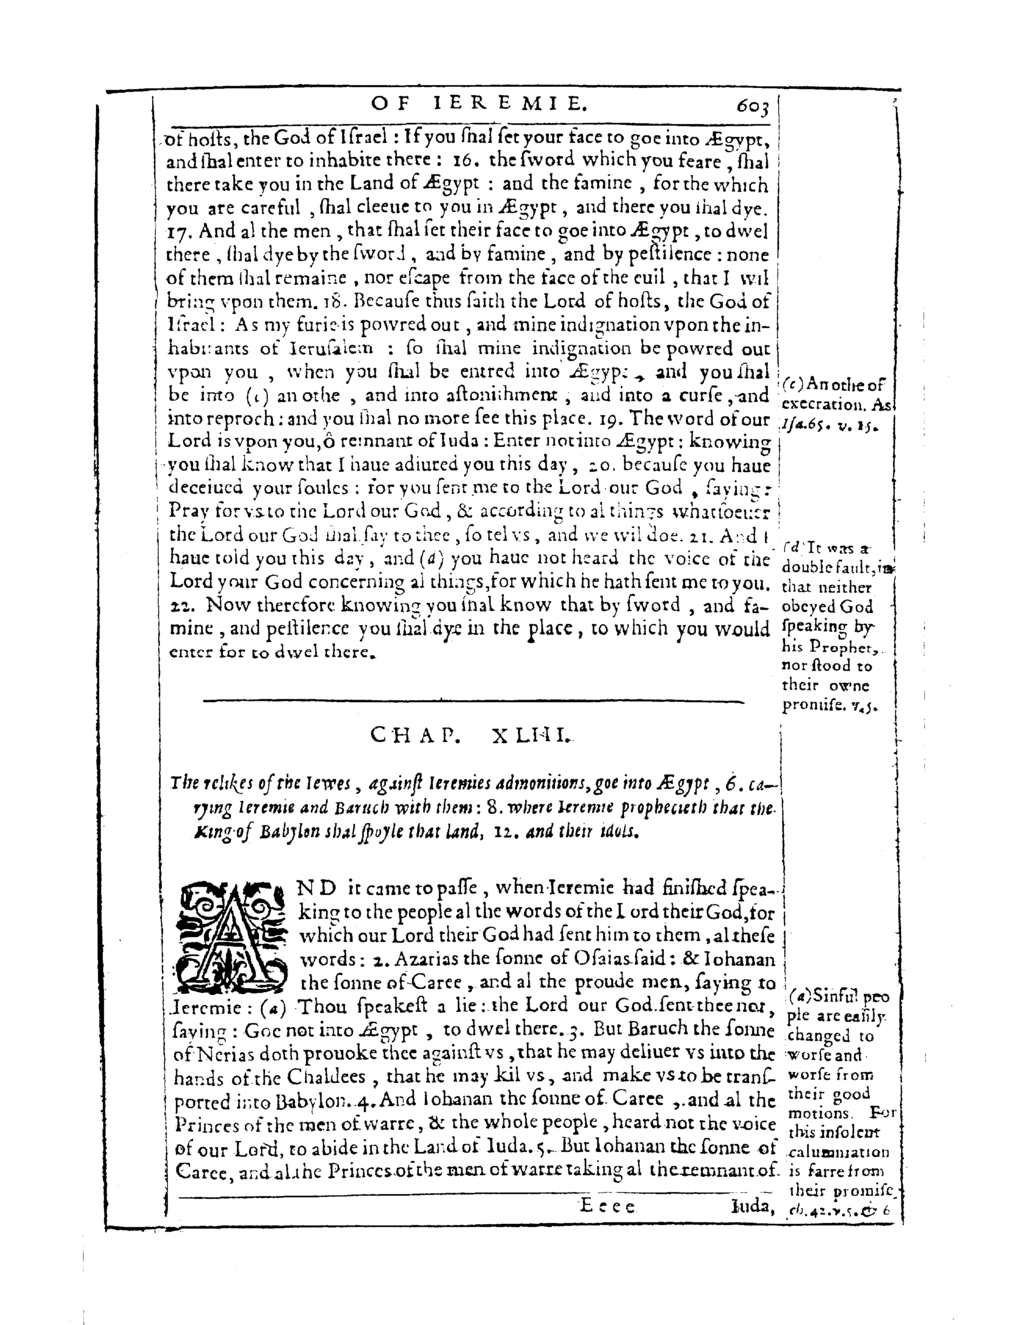 OF IEREMIE. 603
of hoſts, the God of Iſrael : If you ſhal ſet your face to goe into Ægypt,
and ſhal enter to inhabite there : 16. the ſword which you feare , ſhal
there take you in the Land of Ægypt : and the famine , for the which
you are careful , ſhal cleeue to you in Ægypt , and there you ſhal dye.
17. And al the men , that ſhal ſet their face to goe into Ægypt , to dwel
there , ſhal dye by the ſword , and by famine , and by peſtilence : none
of them ſhal remaine , nor eſcape from the face of the euil , that I wil
bring vpon them. 18. Becauſe thus ſaith the Lord of hoſts, the God of
Iſrael : As my furie is powred out , and mine indignation vpon the in-
habitants of Ieruſalem : ſo ſhal mine indignation be powred out
vpon you , when you ſhal be entred into Ægypt , and you ſhal
be into (c) an othe , and into aſtoniſhment , and into a curſe , and
into reproch : and you ſhal no more ſee this place. 19. The word of our
Lord is vpon you,ô remnant of Iuda : Enter not into Ægypt : knowing
you ſhal know that I haue adiured you this day , 20. becauſe you haue
deceiued your ſoules : for you ſent me to the Lord our God , ſaying :
Pray for vs to the Lord our God , & according to al things whatſoeuer
the Lord our God ſhal ſay to thee , ſo tel vs , and we wil doe. 21. And I
haue told you this day , and (d) you haue not heard the voice of the
Lord your God concerning al things,for which he hath ſent me to you.
22. Now therefore knowing you ſhal know that by ſword , and fa-
mine , and peſtilence you ſhal dye in the place , to which you would
enter for to dwel there.
(c) An othe of
execration. As
Iſa.65. v. 15.
(d It was a
double fault,in
that neither
obeyed God
ſpeaking by
his Prophet,
nor ſtood to
their owne
promiſe. v.5.
CHAP. XLIII.
The relikes of the Iewes , againſt Ieremies admonitions,goe into Ægypt , 6. ca-
rying Ieremie and Baruch with them : 8. where Ieremie prophecieth that the
King of Babylon shal ſpoyle that land, 12. and their idols.
AND it came to paſſe , when Ieremie had finiſhed ſpea-
king to the people al the words of the Lord their God,for
which our Lord their God had ſent him to them , al theſe
words : 2. Azarias the ſonne of Oſaias ſaid : & Iohanan
the ſonne of Caree , and al the proude men, ſaying to
Ieremie : (a) Thou ſpeakeſt a lie : the Lord our God ſent thee not ,
ſaying : Goe not into Ægypt , to dwel there. 3. But Baruch the ſonne
of Nerias doth prouoke thee againſt vs , that he may deliuer vs into the
hands of the Chaldees , that he may kil vs , and make vs to be tranſ-
ported into Babylon. 4. And Iohanan the ſonne of Caree , and al the
Princes of the men of warre, & the whole people , heard not the voice
of our Lord, to abide in the Land of Iuda. 5. But Iohanan the ſonne of
Caree, and al the Princes of the men of warre taking al the remnant of
(a) Sinful peo
ple are eaſily
changed to
worſe and
worſe from
their good
motions. For
this inſolent
calumniation
is farre from
their promiſe
ch.42.v.5.& 6
Eeee Iuda,